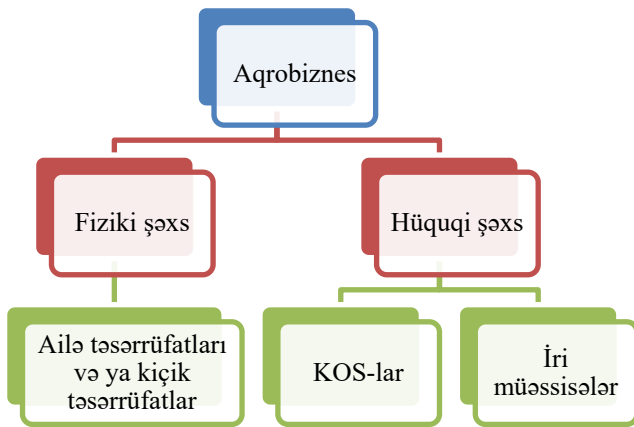 Aqrobiznes
Fiziki şəxs
Hüquqi şəxs
Ailə təsərrüfatları
və ya kiçik
təsərrüfatlar
KOS-lar
İri
müəssisələr